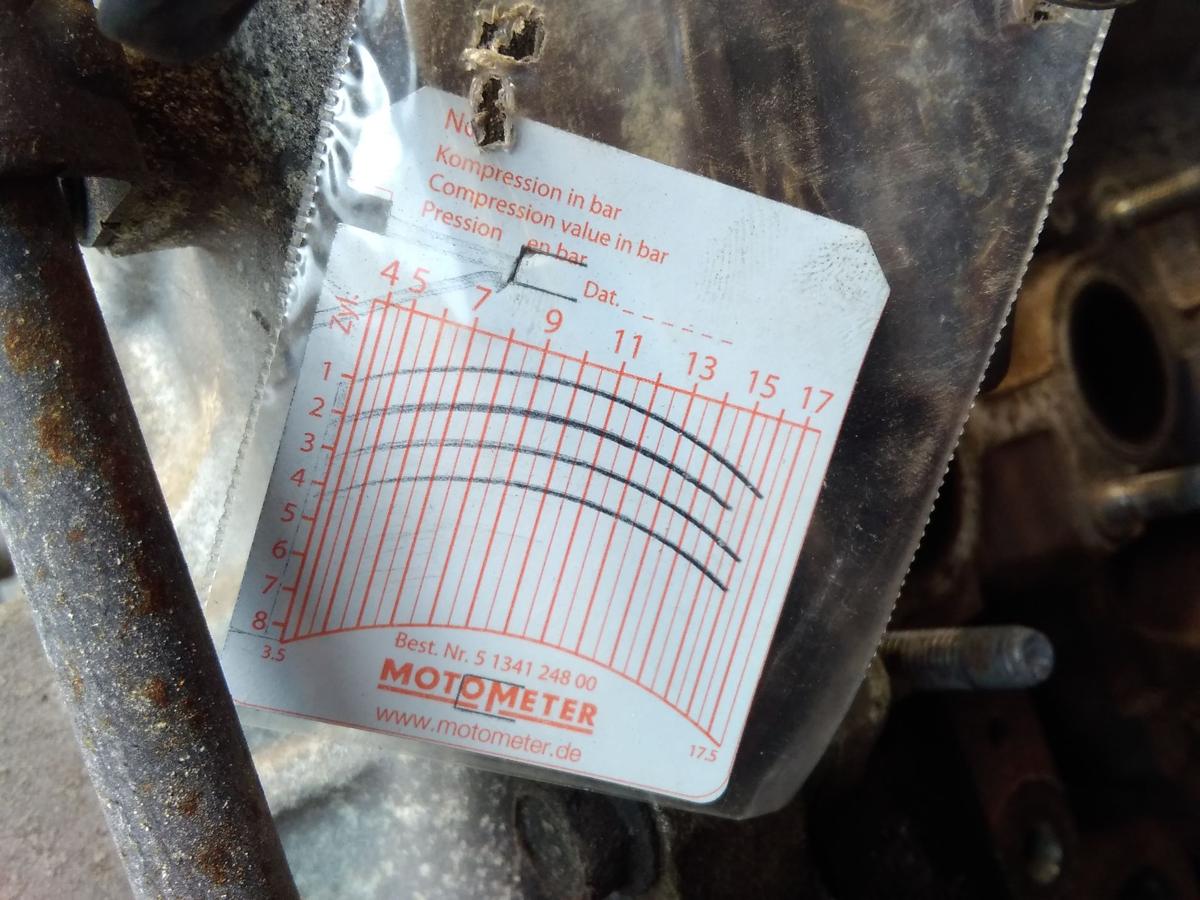 Kompression in bar
Compression value in bar
Pression en bar
Dat.
Zyl. 4 5 7 9 11 13 15 17
1
2
3
4
5
6
7
8
3.5
17.5
Best. Nr. 5 1341 248 00
MOTOMETER
www.motometer.de